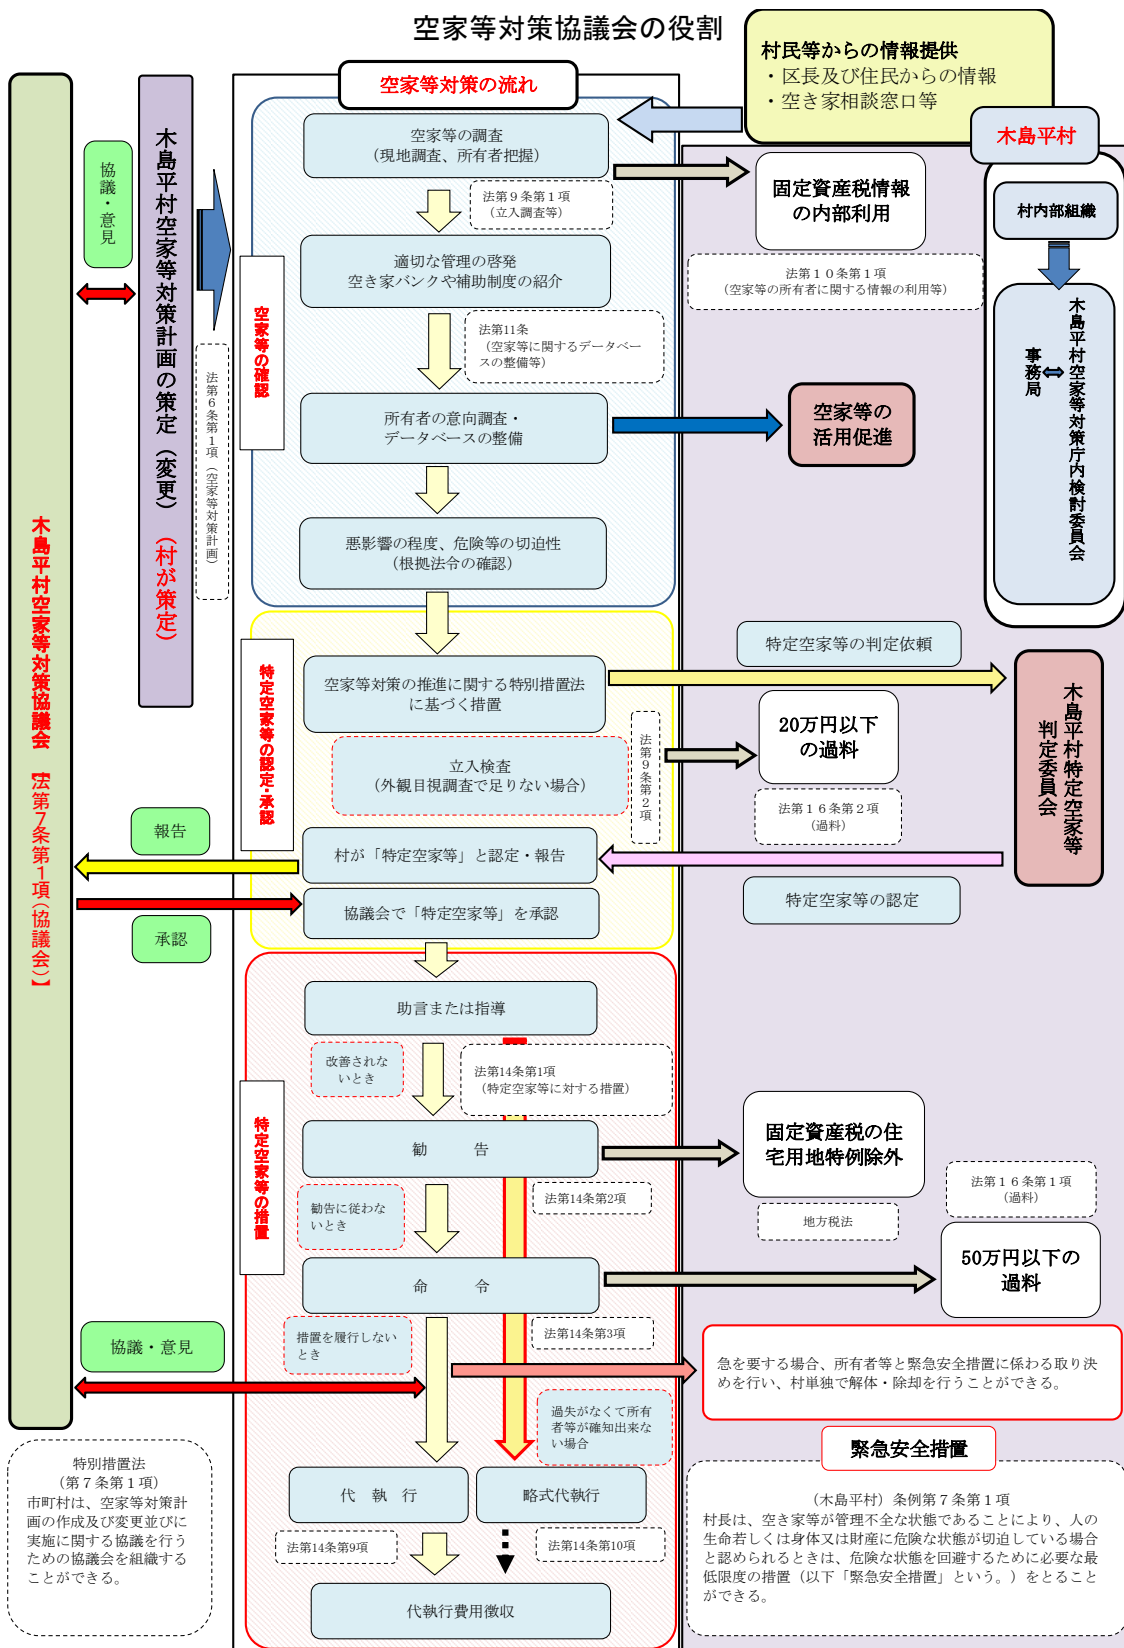 空家等対策協議会の役割
村民等からの情報提供
・区長及び住民からの情報
・空き家相談窓口等
木島平村
空家等対策の流れ
空家等の調査
(現地調査、所有者把握)
法第９条第１項
(立入調査等)
固定資産税情報
の内部利用
村内部組織
協議・意見
木島平村空家等対策計画の策定（変更）（村が策定）
適切な管理の啓発
空き家バンクや補助制度の紹介
法第１０条第１項
(空家等の所有者に関する情報の利用等)
空家等の確認
法第11条
（空家等に関するデータベー
スの整備等）
木島平村空家等対策庁内検討委員会
事務局
法第６条第１項（空家等対策計画）
所有者の意向調査・
データベースの整備
空家等の
活用促進
悪影響の程度、危険等の切迫性
(根拠法令の確認)
木島平村空家等対策協議会【法第７条第１項（協議会）】
特定空家等の認定・承認
空家等対策の推進に関する特別措置法
に基づく措置
特定空家等の判定依頼
木島平村特定空家等
判定委員会
立入検査
(外観目視調査で足りない場合)
法第９条第２項
20万円以下
の過料
法第１６条第２項
(過料)
報告
村が「特定空家等」と認定・報告
特定空家等の認定
承認
協議会で「特定空家等」を承認
助言または指導
改善されな
いとき
法第14条第1項
（特定空家等に対する措置）
特定空家等の措置
勧　　告
固定資産税の住
宅用地特例除外
地方税法
勧告に従わな
いとき
法第14条第2項
法第１６条第１項
(過料)
命　　令
50万円以下の
過料
措置を履行しない
とき
法第14条第3項
協議・意見
急を要する場合、所有者等と緊急安全措置に係わる取り決
めを行い、村単独で解体・除却を行うことができる。
過失がなくて所有
者等が確知出来な
い場合
緊急安全措置
代　執　行
略式代執行
法第14条第9項
法第14条第10項
代執行費用徴収
特別措置法
(第７条第１項)
市町村は、空家等対策計
画の作成及び変更並びに
実施に関する協議を行う
ための協議会を組織する
ことができる。
(木島平村）条例第７条第１項
村長は、空き家等が管理不全な状態であることにより、人の
生命若しくは身体又は財産に危険な状態が切迫している場合
と認められるときは、危険な状態を回避するために必要な最
低限度の措置（以下「緊急安全措置」という。）をとること
ができる。